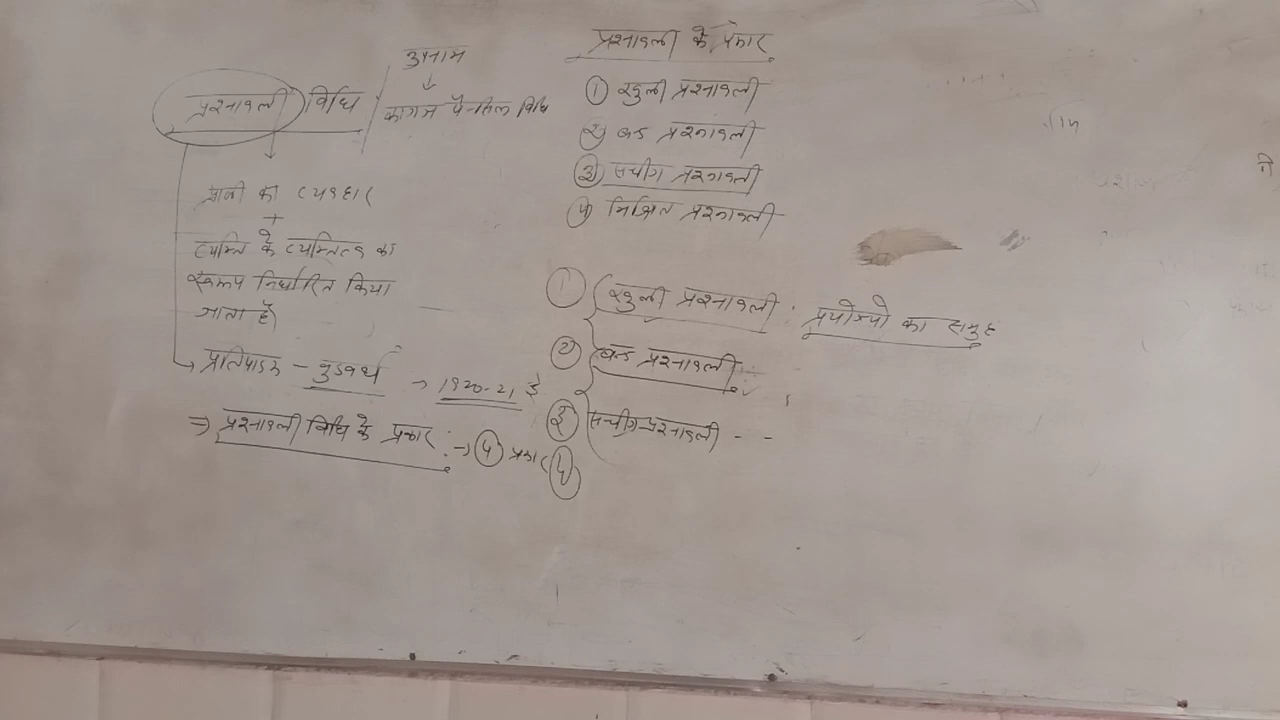 प्रश्नावली विधि
उपनाम
↓
कागज पेन्सिल विधि
प्राणी का व्यवहार
+
व्यक्ति के व्यक्तित्व का
स्वरूप निर्धारित किया
जाता है
→ प्रतिपादक - वुडवर्थ → 1920-21 ई
⇒ प्रश्नावली विधि के प्रकार :→ ④ प्रकार
प्रश्नावली के प्रकार
① खुली प्रश्नावली
② बन्द प्रश्नावली
③ सचीत्र प्रश्नावली
④ मिश्रित प्रश्नावली
① खुली प्रश्नावली : प्रयोज्यो का समुह
② बन्द प्रश्नावली :
③ सचीत्र प्रश्नावली - -
④